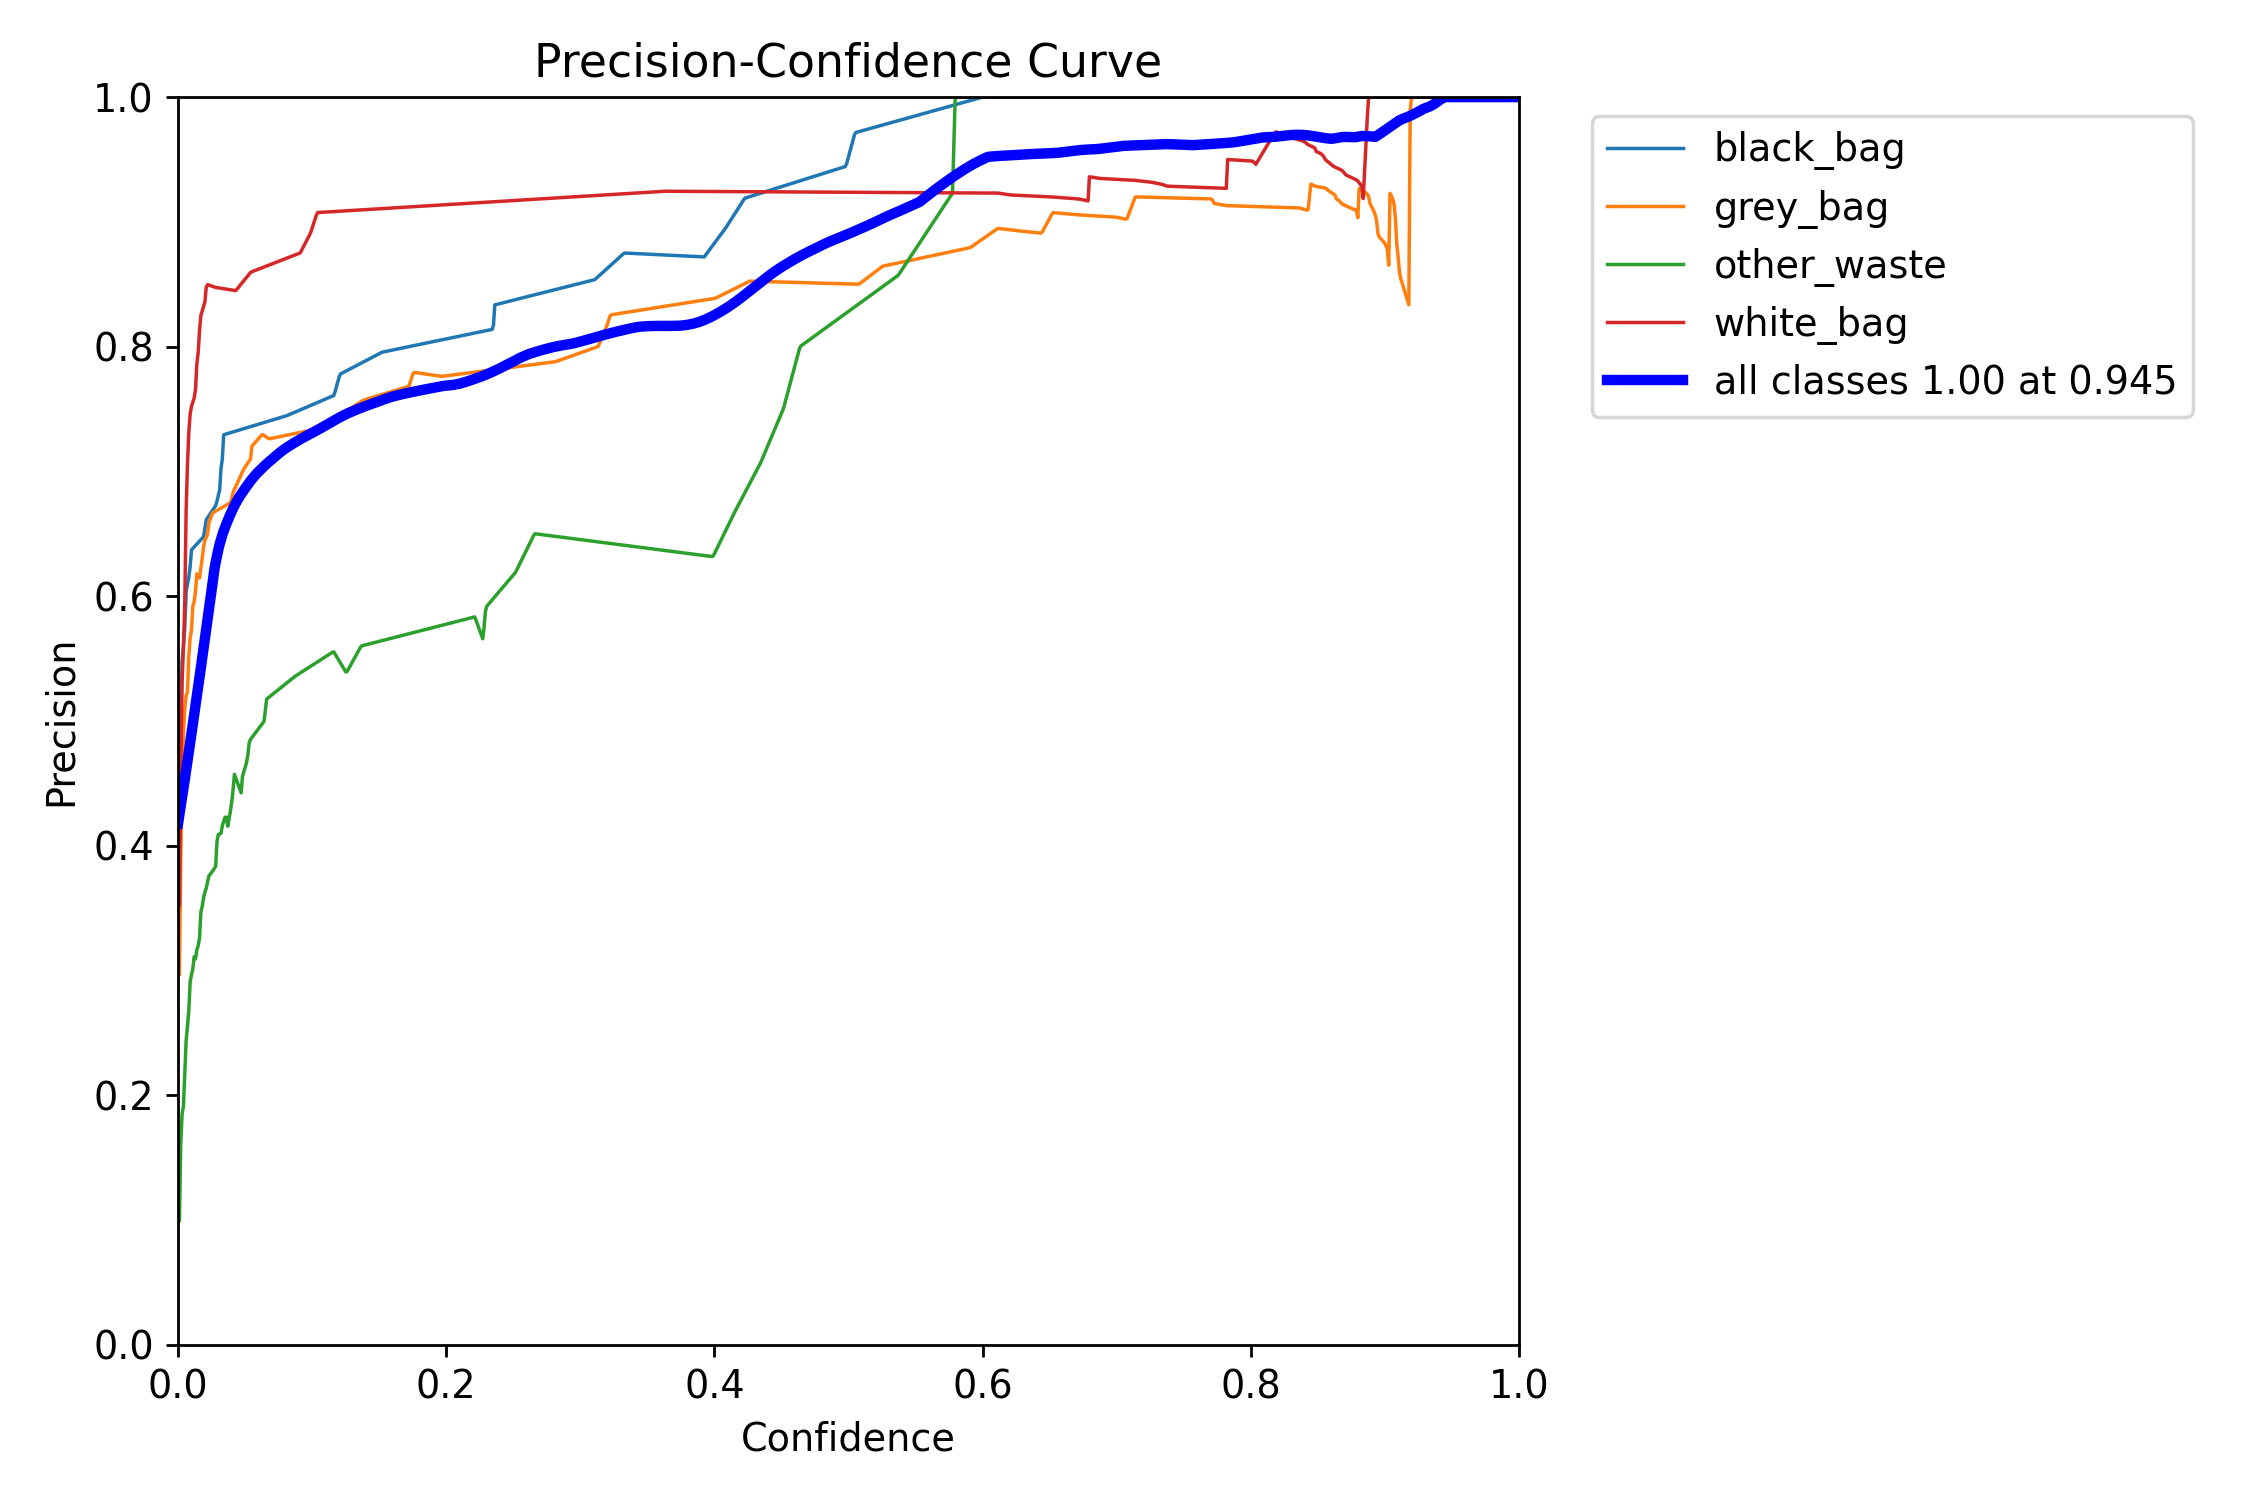 Precision-Confidence Curve
1.0
0.8
0.6
0.4
0.2
0.0
Precision
0.0 0.2 0.4 0.6 0.8 1.0
Confidence
black_bag
grey_bag
other_waste
white_bag
all classes 1.00 at 0.945